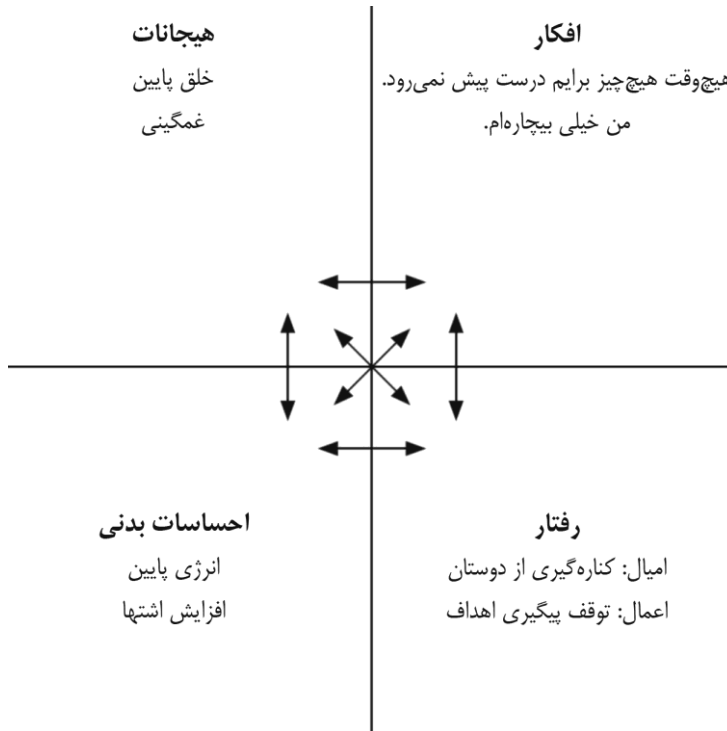 افکار
هیچ‌وقت هیچ‌چیز برایم درست پیش نمی‌رود.
من خیلی بیچاره‌ام.
هیجانات
خلق پایین
غمگینی
رفتار
امیال: کناره‌گیری از دوستان
اعمال: توقف پیگیری اهداف
احساسات بدنی
انرژی پایین
افزایش اشتها